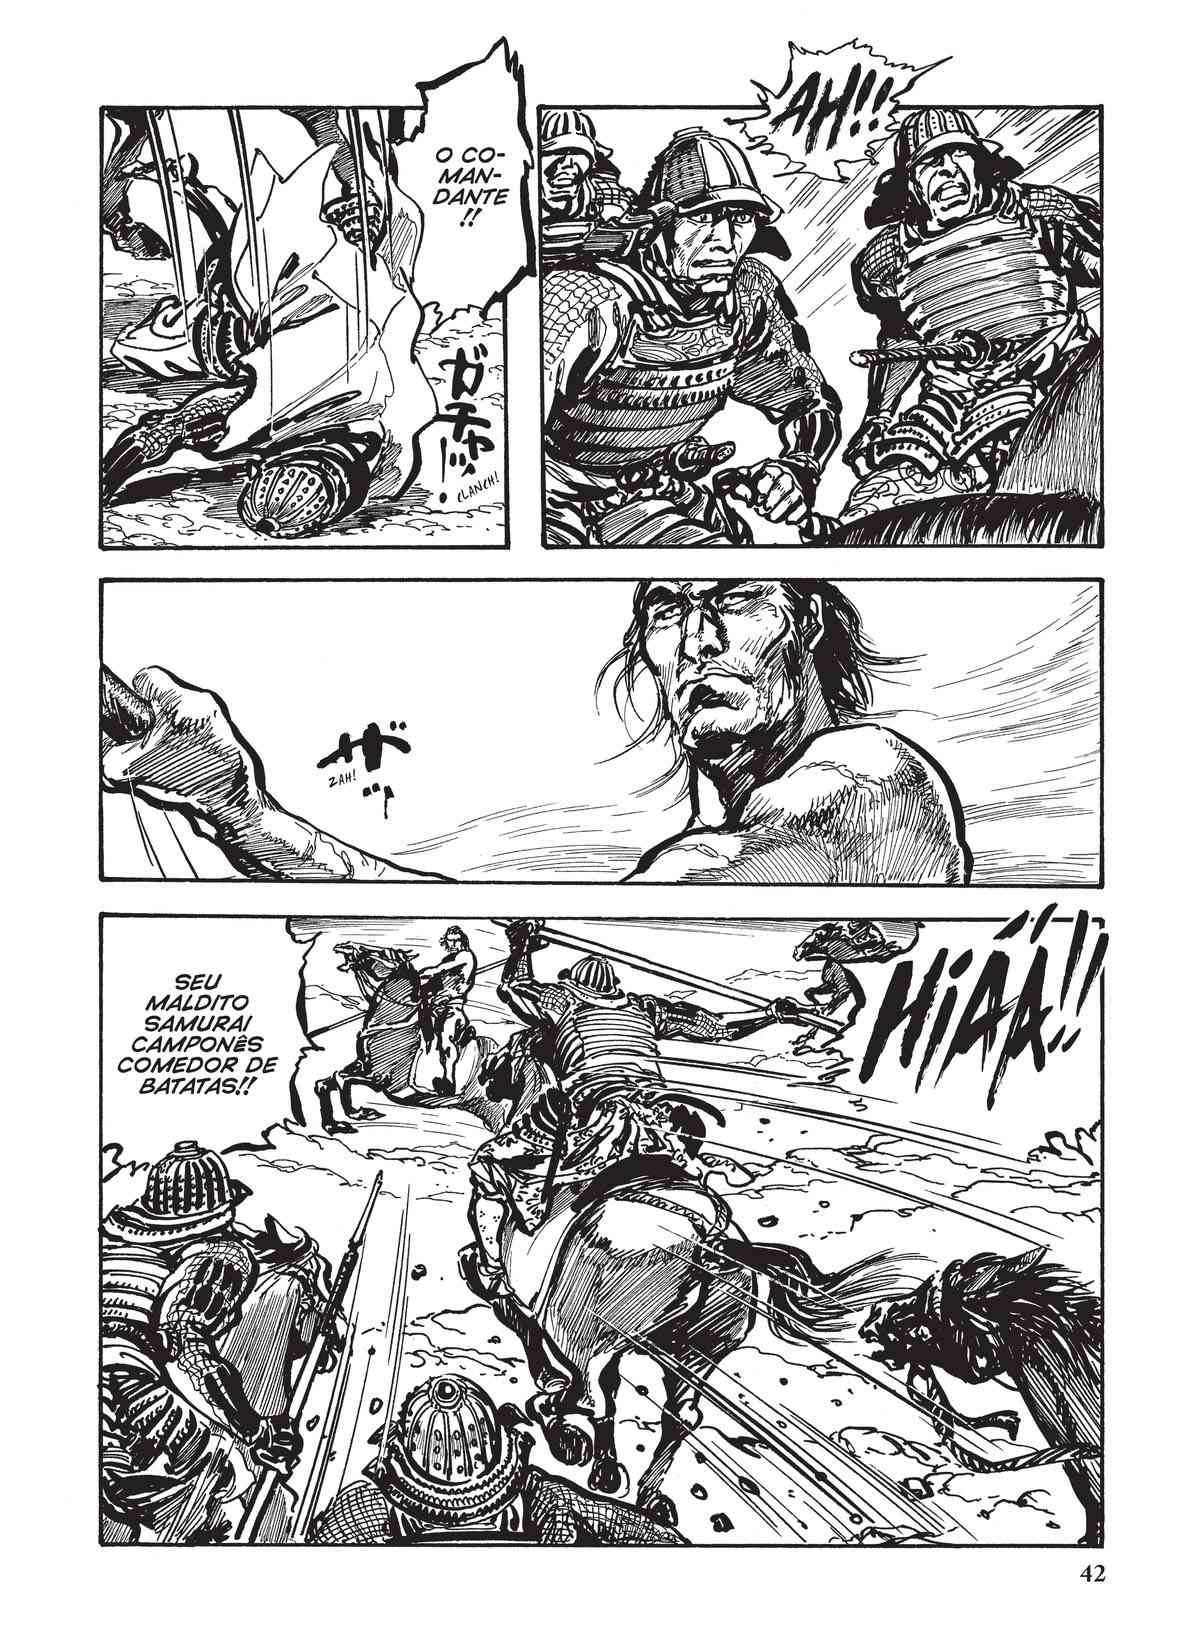 AH!!
O CO-
MAN-
DANTE
!!
ガチャッ!
CLANCH!
ザッ
ZAH!
HIÁÁ!!
SEU
MALDITO
SAMURAI
CAMPONÊS
COMEDOR DE
BATATAS!!
42